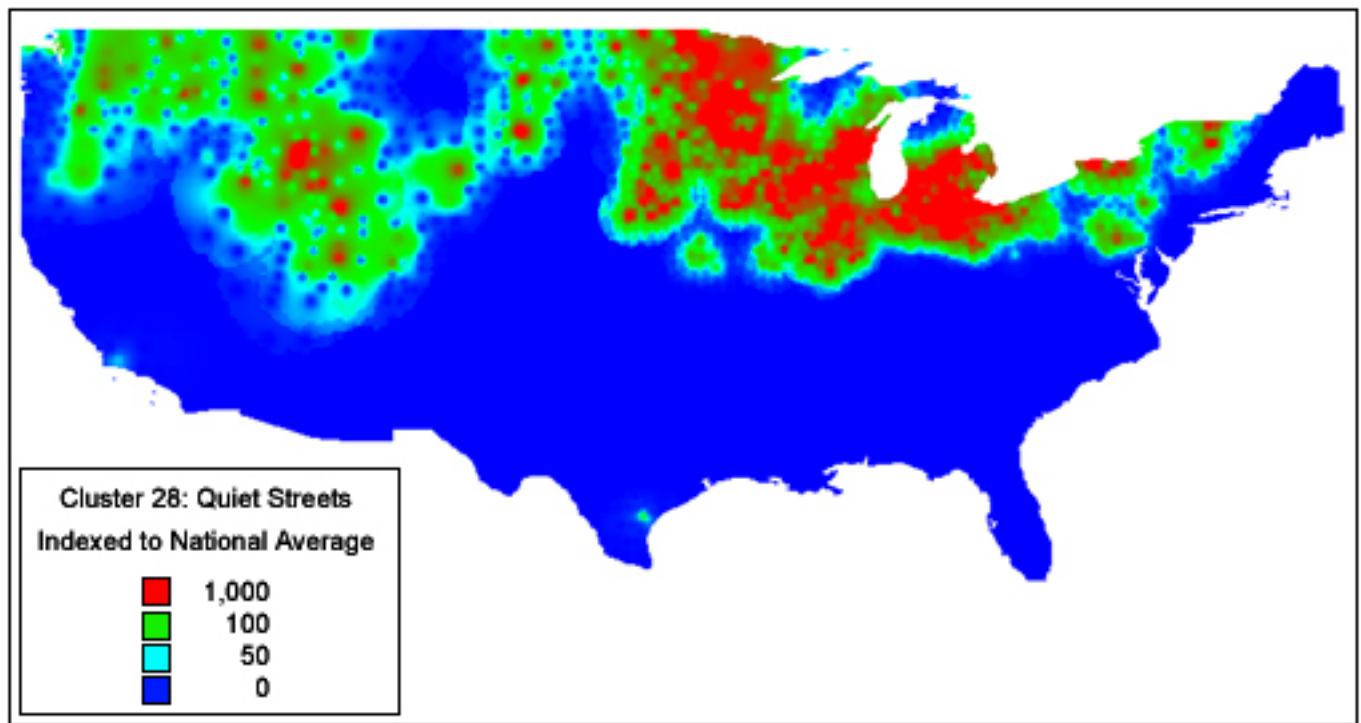 Cluster 28: Quiet Streets
Indexed to National Average
1,000
100
50
0